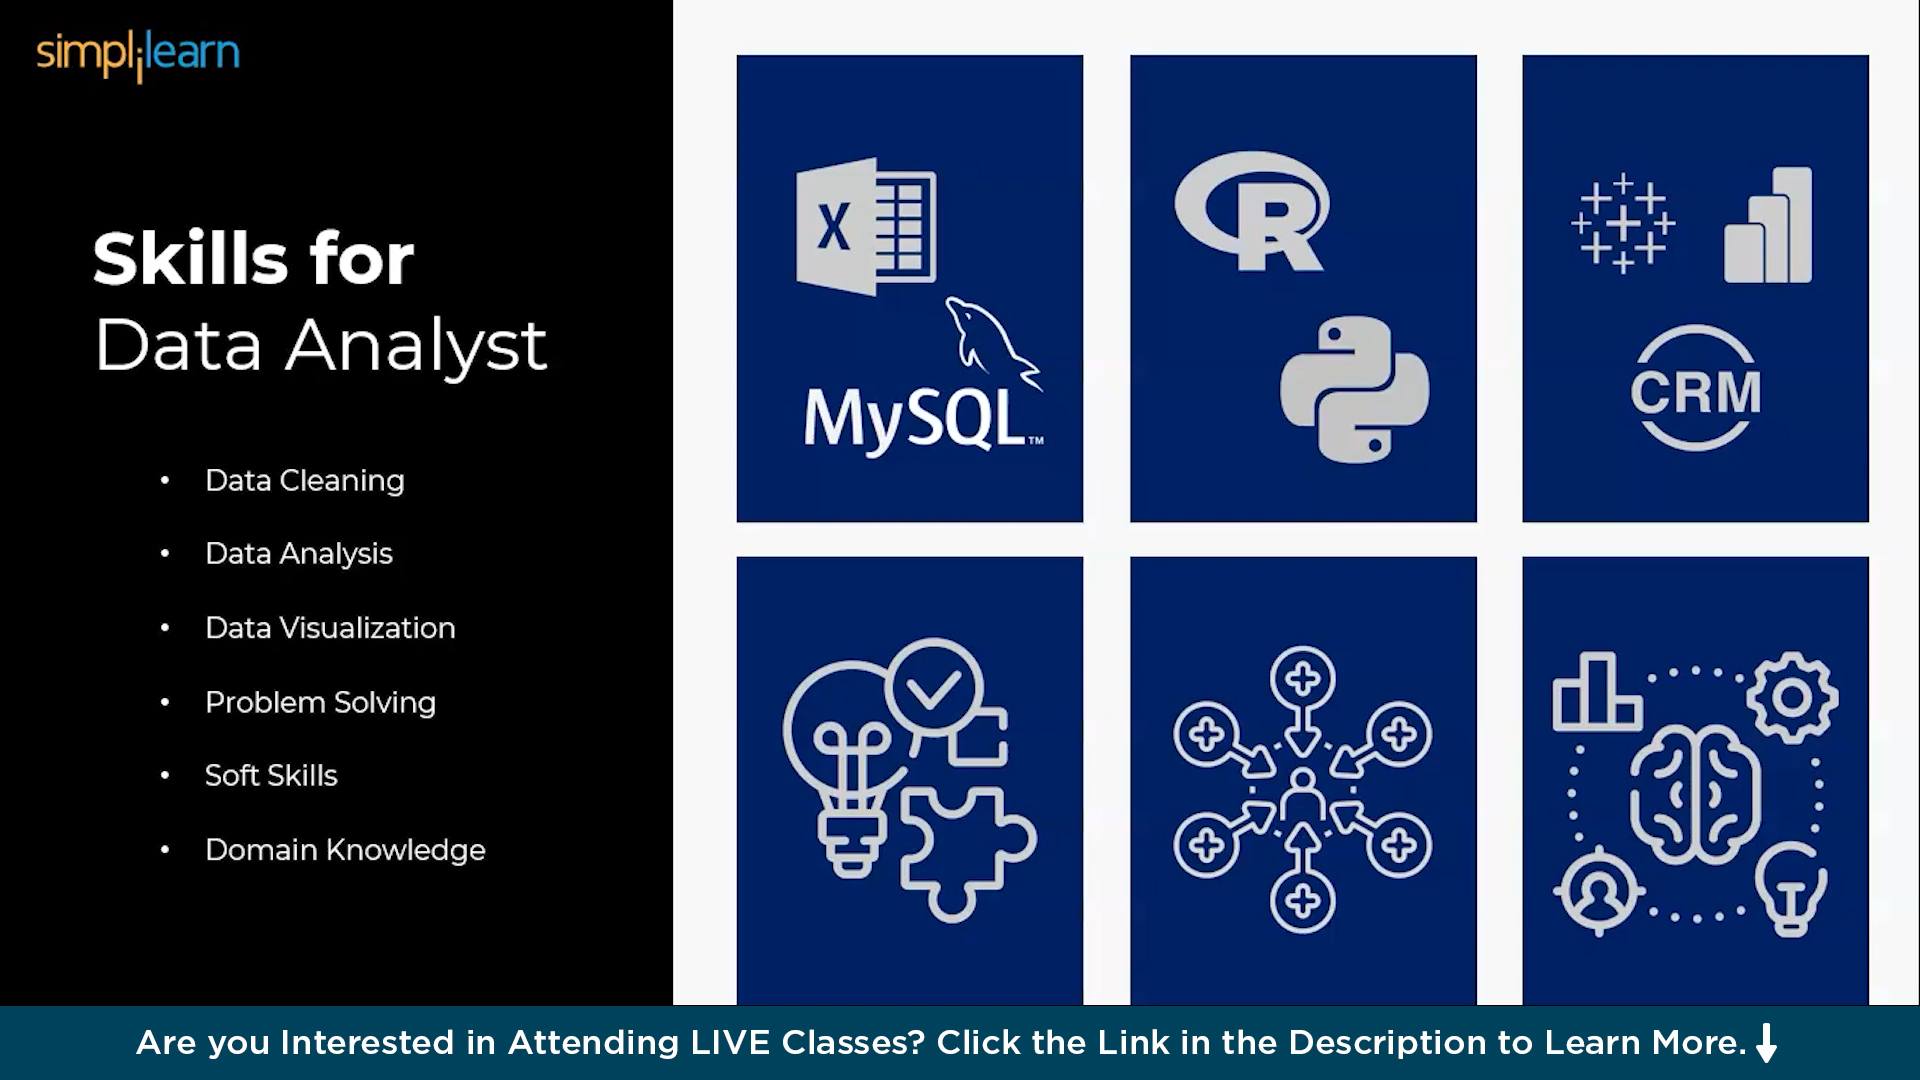 simplilearn
Skills for
Data Analyst
• Data Cleaning
• Data Analysis
• Data Visualization
• Problem Solving
• Soft Skills
• Domain Knowledge
X
MySQL™
R
CRM
Are you Interested in Attending LIVE Classes? Click the Link in the Description to Learn More.